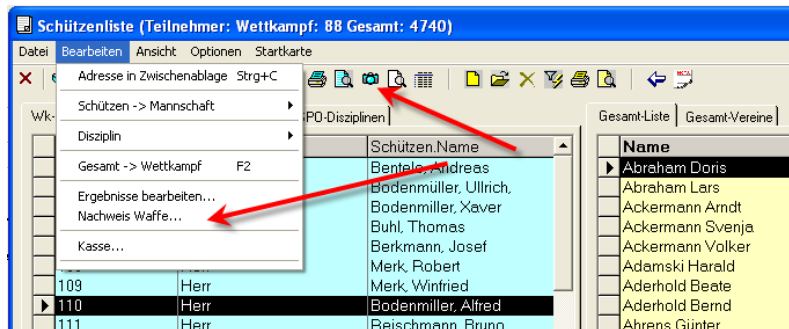 Schützenliste (Teilnehmer: Wettkampf: 88 Gesamt: 4740)
Datei Bearbeiten Ansicht Optionen Startkarte
Adresse in Zwischenablage Strg+C
Schützen -> Mannschaft
Disziplin
Gesamt -> Wettkampf F2
Ergebnisse bearbeiten...
Nachweis Waffe...
Kasse...
Wk-
SPO-Disziplinen
Schützen.Name
Bentele, Andreas
Bodenmüller, Ullrich,
Bodenmiller, Xaver
Buhl, Thomas
Berkmann, Josef
Merk, Robert
109 Herr Merk, Winfried
110 Herr Bodenmiller, Alfred
111 Herr Reischmann, Bruno
Gesamt-Liste Gesamt-Vereine
Name
Abraham Doris
Abraham Lars
Ackermann Arndt
Ackermann Svenja
Ackermann Volker
Adamski Harald
Aderhold Beate
Aderhold Bernd
Ahrens Günter